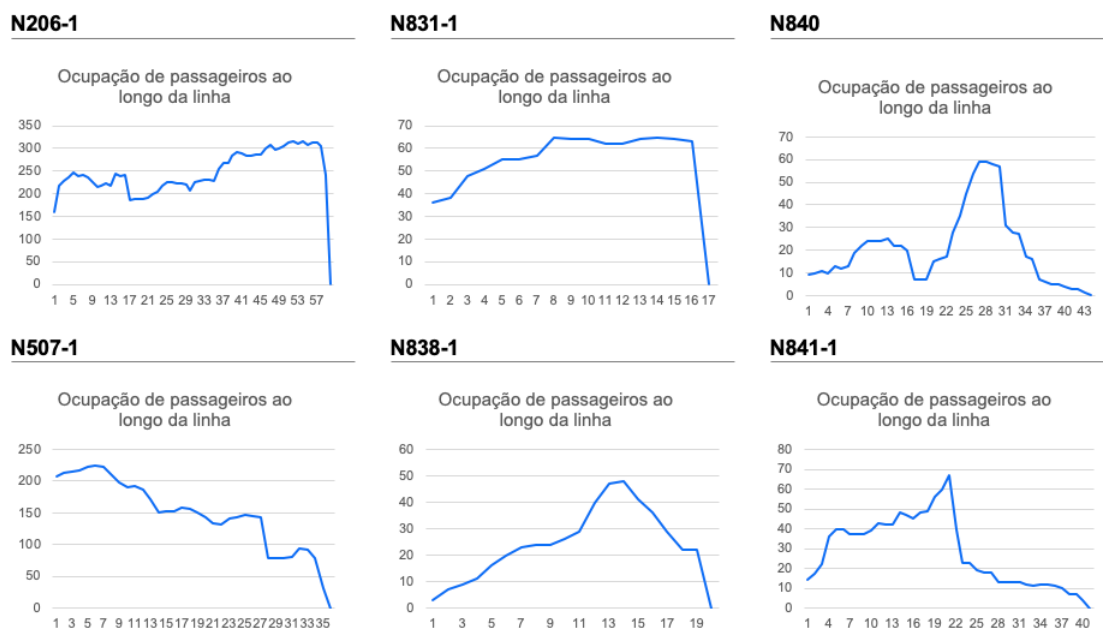 N206-1
N831-1
N840
Ocupação de passageiros ao
longo da linha
350
300
250
200
150
100
50
0
1 5 9 13 17 21 25 29 33 37 41 45 49 53 57
Ocupação de passageiros ao
longo da linha
70
60
50
40
30
20
10
0
1 2 3 4 5 6 7 8 9 10 11 12 13 14 15 16 17
Ocupação de passageiros ao
longo da linha
70
60
50
40
30
20
10
0
1 4 7 10 13 16 19 22 25 28 31 34 37 40 43
N507-1
N838-1
N841-1
Ocupação de passageiros ao
longo da linha
250
200
150
100
50
0
1 3 5 7 9 11 13 15 17 19 21 23 25 27 29 31 33 35
Ocupação de passageiros ao
longo da linha
60
50
40
30
20
10
0
1 3 5 7 9 11 13 15 17 19
Ocupação de passageiros ao
longo da linha
80
70
60
50
40
30
20
10
0
1 4 7 10 13 16 19 22 25 28 31 34 37 40